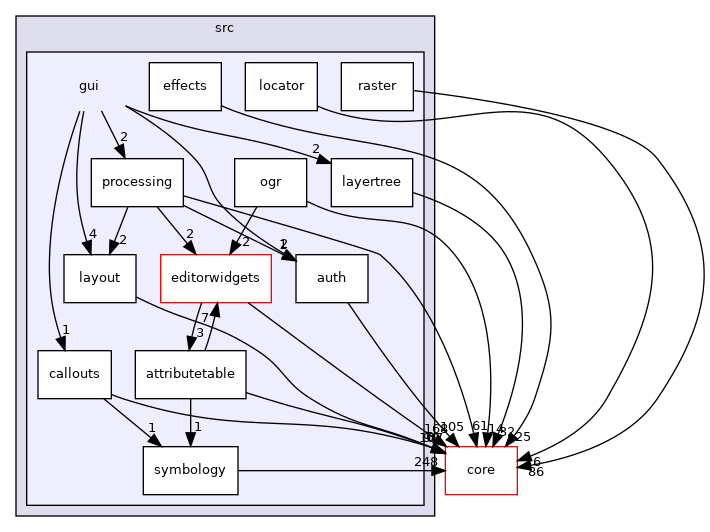 src
gui
effects
locator
raster
2
2
processing
ogr
layertree
4
2
2
2
2
layout
editorwidgets
auth
1
3
7
callouts
attributetable
1
1
105
61
14
32
25
symbology
248
core
86